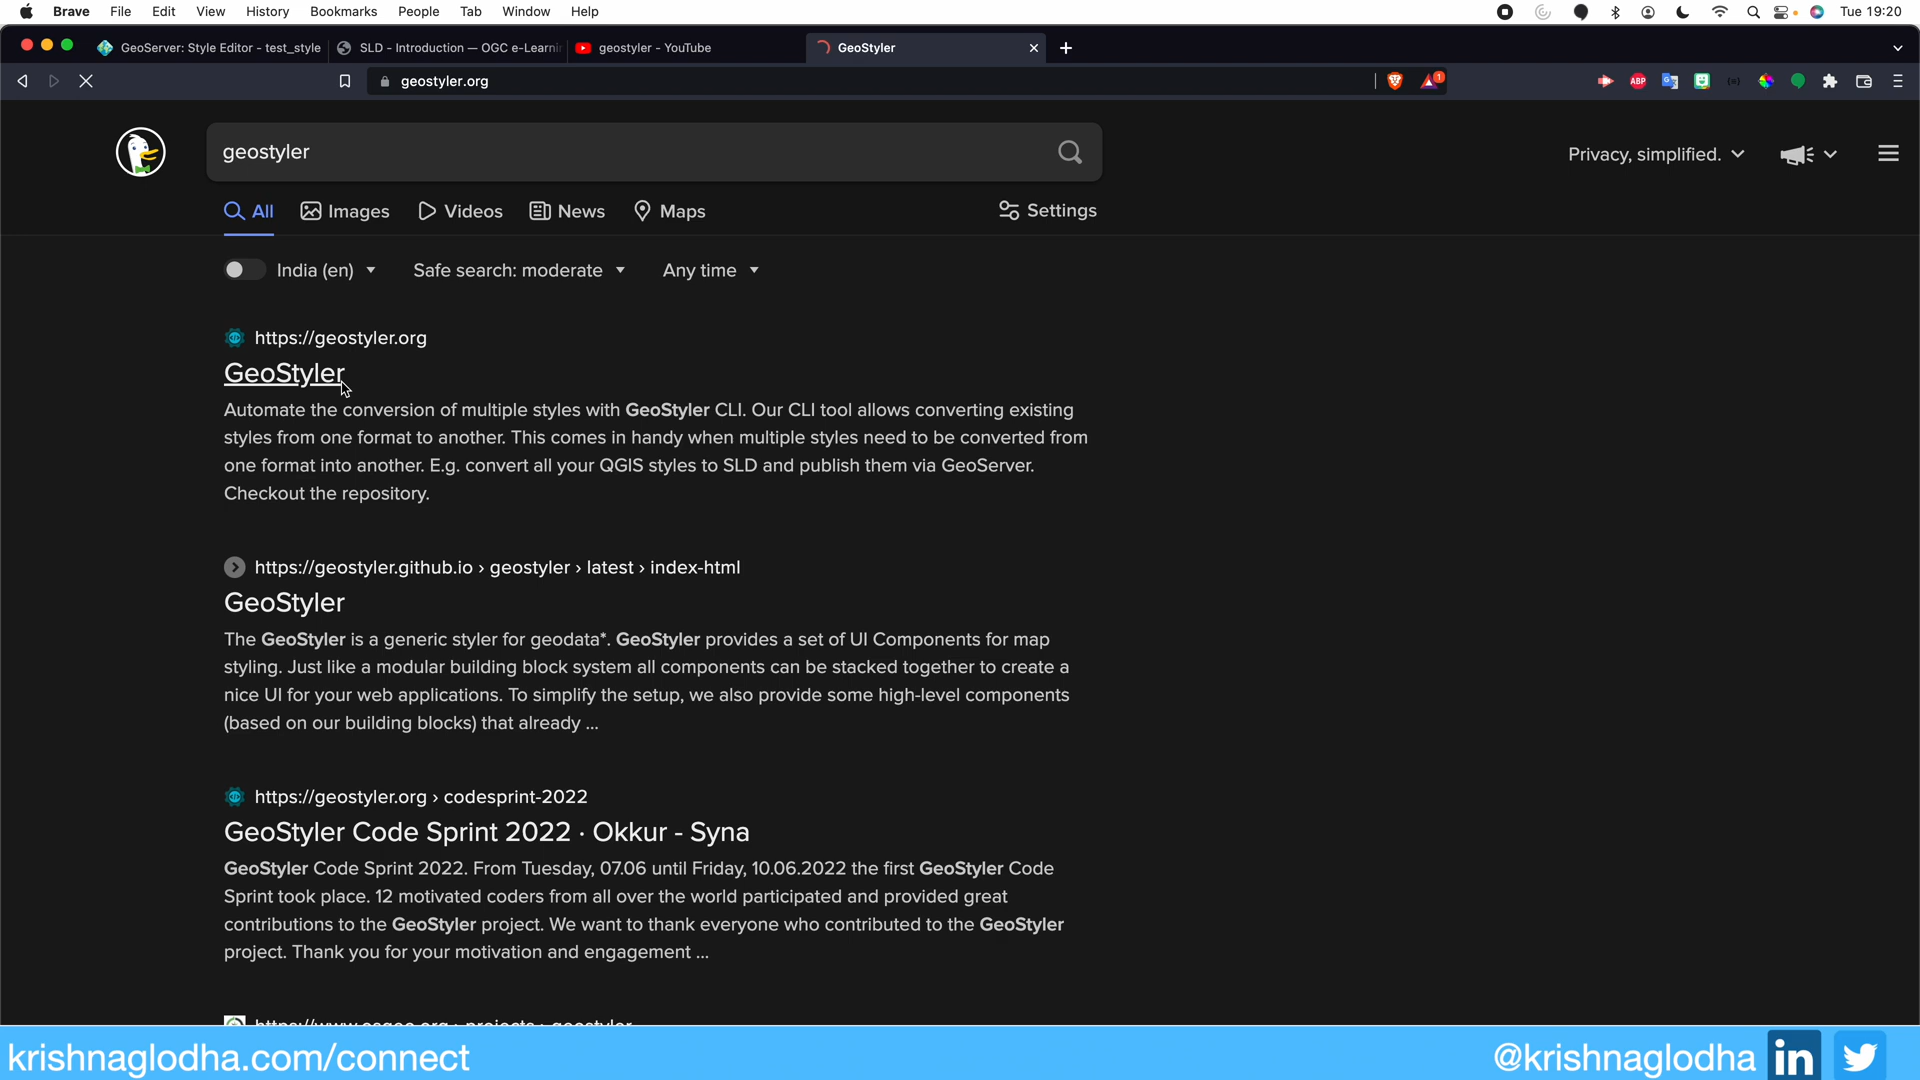 Brave File Edit View History Bookmarks People Tab Window Help Tue 19:20
GeoServer: Style Editor - test_style SLD - Introduction — OGC e-Learni geostyler - YouTube GeoStyler
geostyler.org 1 ABP
geostyler
Privacy, simplified.
All Images Videos News Maps Settings
India (en) Safe search: moderate Any time
https://geostyler.org
GeoStyler
Automate the conversion of multiple styles with GeoStyler CLI. Our CLI tool allows converting existing
styles from one format to another. This comes in handy when multiple styles need to be converted from
one format into another. E.g. convert all your QGIS styles to SLD and publish them via GeoServer.
Checkout the repository.
https://geostyler.github.io › geostyler › latest › index-html
GeoStyler
The GeoStyler is a generic styler for geodata*. GeoStyler provides a set of UI Components for map
styling. Just like a modular building block system all components can be stacked together to create a
nice UI for your web applications. To simplify the setup, we also provide some high-level components
(based on our building blocks) that already ...
https://geostyler.org › codesprint-2022
GeoStyler Code Sprint 2022 · Okkur - Syna
GeoStyler Code Sprint 2022. From Tuesday, 07.06 until Friday, 10.06.2022 the first GeoStyler Code
Sprint took place. 12 motivated coders from all over the world participated and provided great
contributions to the GeoStyler project. We want to thank everyone who contributed to the GeoStyler
project. Thank you for your motivation and engagement ...
https://www.osgeo.org › projects › geostyler
krishnaglodha.com/connect @krishnaglodha in